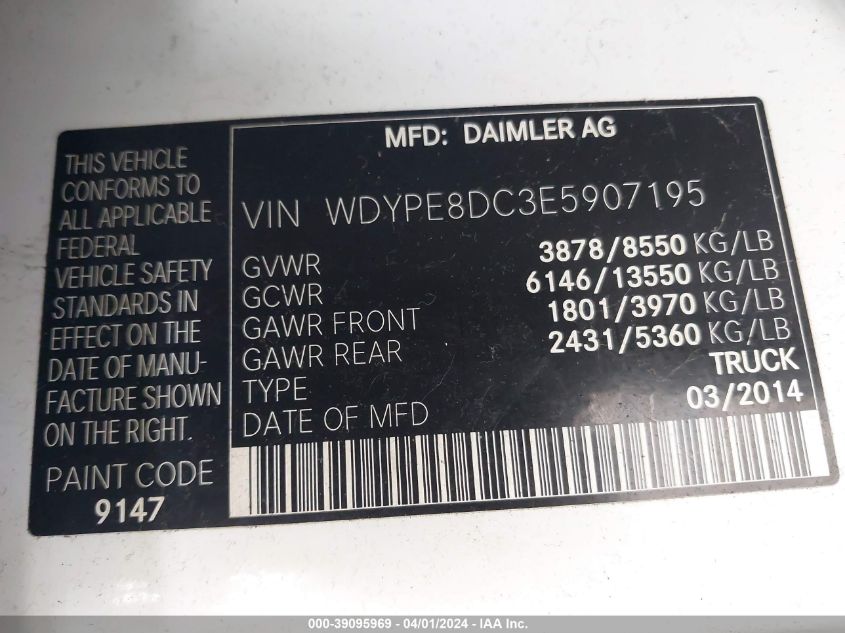 THIS VEHICLE
CONFORMS TO
ALL APPLICABLE
FEDERAL
VEHICLE SAFETY
STANDARDS IN
EFFECT ON THE
DATE OF MANU-
FACTURE SHOWN
ON THE RIGHT.
PAINT CODE
9147
MFD: DAIMLER AG
VIN WDYPE8DC3E5907195
GVWR 3878/8550 KG/LB
GCWR 6146/13550 KG/LB
GAWR FRONT 1801/3970 KG/LB
GAWR REAR 2431/5360 KG/LB
TYPE TRUCK
DATE OF MFD 03/2014
000-39095969 - 04/01/2024 - IAA Inc.